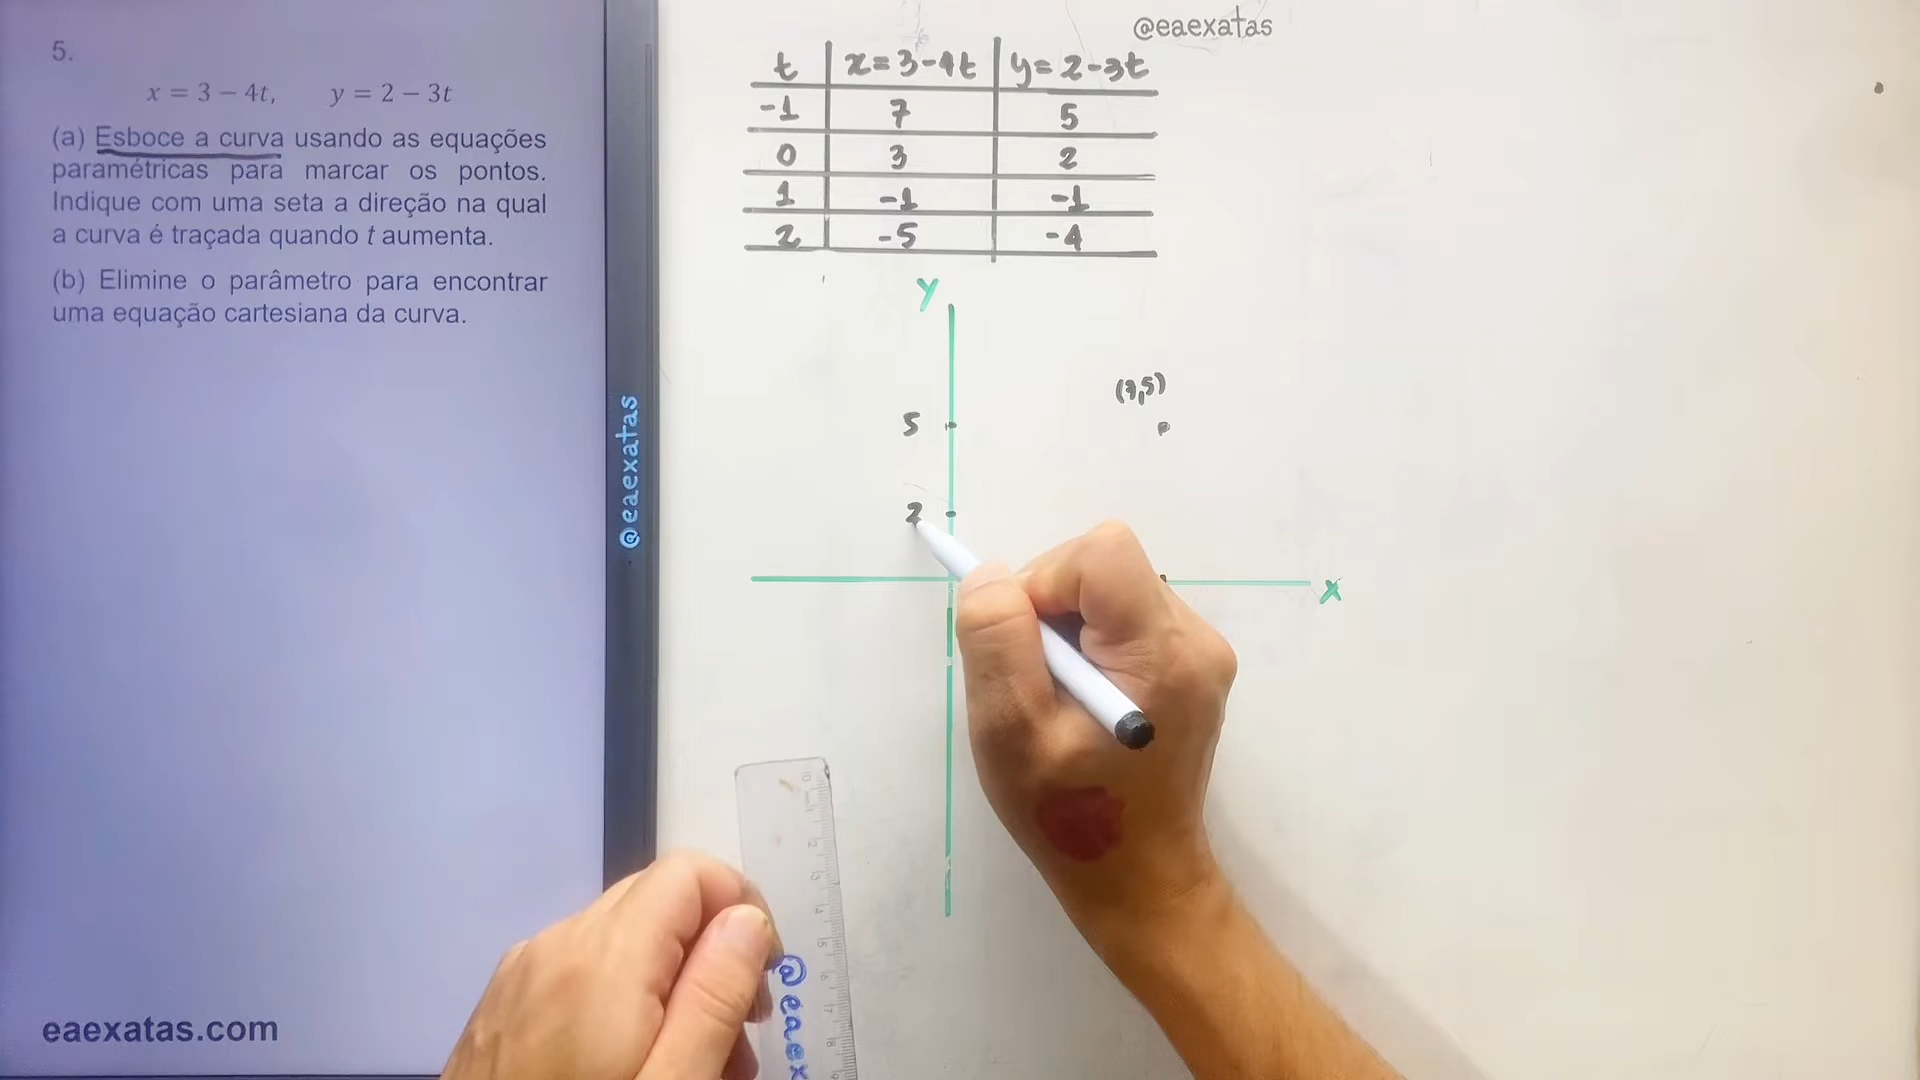 5.
x = 3 – 4t, y = 2 – 3t
(a) Esboce a curva usando as equações
paramétricas para marcar os pontos.
Indique com uma seta a direção na qual
a curva é traçada quando t aumenta.
(b) Elimine o parâmetro para encontrar
uma equação cartesiana da curva.
eaexatas.com
@eaexatas
@eaexatas
t x=3-4t y=2-3t
-1 7 5
0 3 2
1 -1 -1
2 -5 -4
y
(7,5)
5
2
x
@eaex